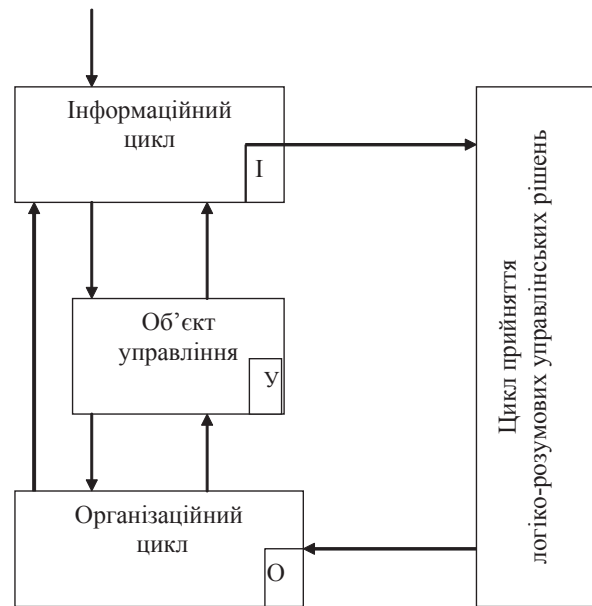 Інформаційний
цикл
І
Об’єкт
управління
У
Організаційний
цикл
О
Цикл прийняття
логіко-розумових управлінських рішень